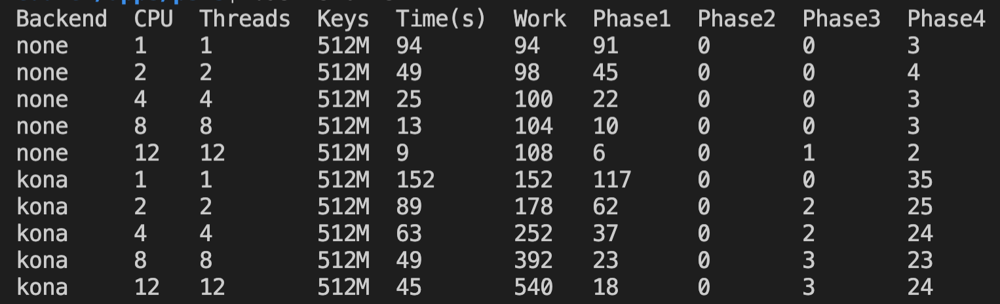 Backend CPU Threads Keys Time(s) Work Phase1 Phase2 Phase3 Phase4
none 1 1 512M 94 94 91 0 0 3
none 2 2 512M 49 98 45 0 0 4
none 4 4 512M 25 100 22 0 0 3
none 8 8 512M 13 104 10 0 0 3
none 12 12 512M 9 108 6 0 1 2
kona 1 1 512M 152 152 117 0 0 35
kona 2 2 512M 89 178 62 0 2 25
kona 4 4 512M 63 252 37 0 2 24
kona 8 8 512M 49 392 23 0 3 23
kona 12 12 512M 45 540 18 0 3 24